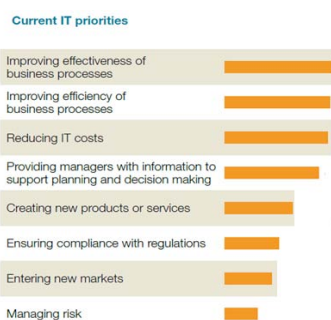 Current IT priorities
Improving effectiveness of
business processes
Improving efficiency of
business processes
Reducing IT costs
Providing managers with information to
support planning and decision making
Creating new products or services
Ensuring compliance with regulations
Entering new markets
Managing risk